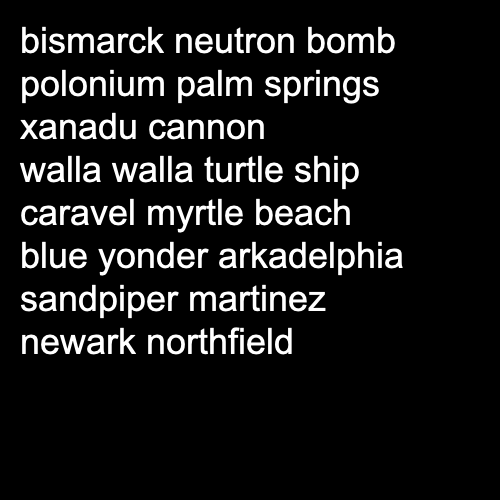 bismarck neutron bomb
polonium palm springs
xanadu cannon
walla walla turtle ship
caravel myrtle beach
blue yonder arkadelphia
sandpiper martinez
newark northfield